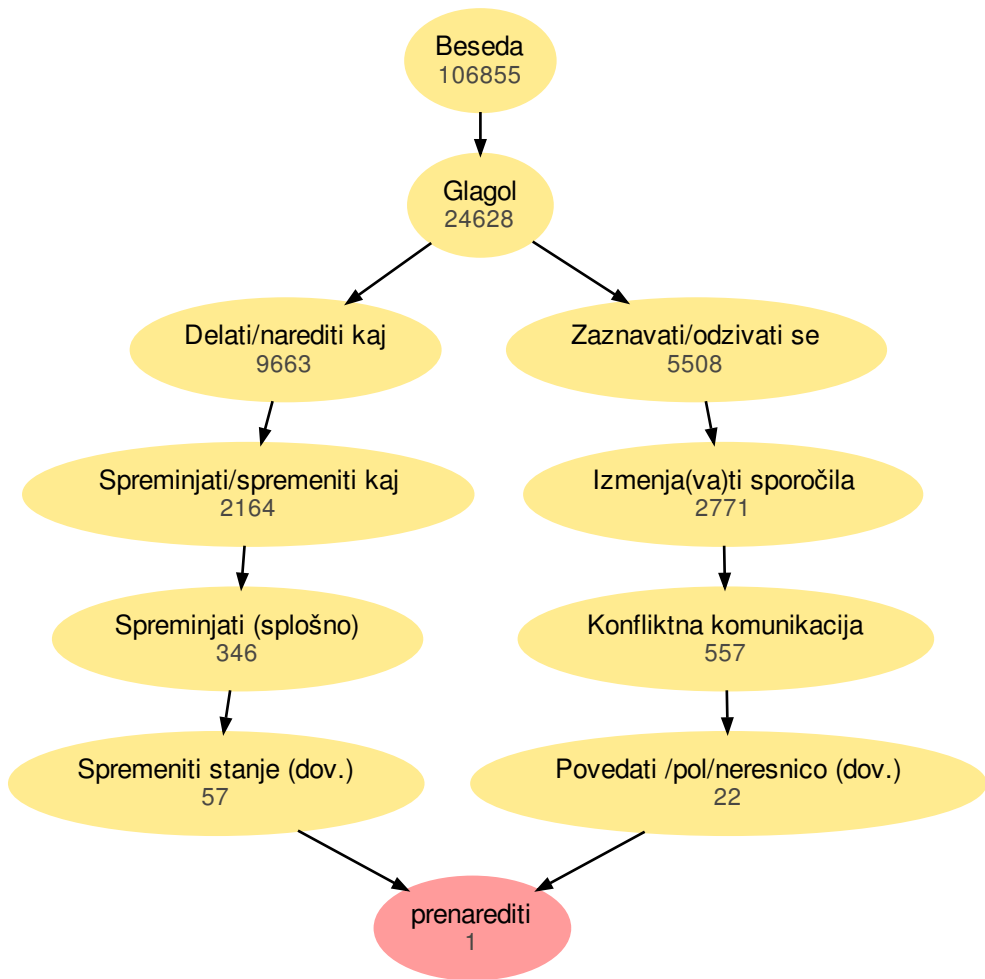 Beseda
106855
Glagol
24628
Delati/narediti kaj
9663
Zaznavati/odzivati se
5508
Spreminjati/spremeniti kaj
2164
Izmenja(va)ti sporočila
2771
Spreminjati (splošno)
346
Konfliktna komunikacija
557
Spremeniti stanje (dov.)
57
Povedati /pol/neresnico (dov.)
22
prenarediti
1